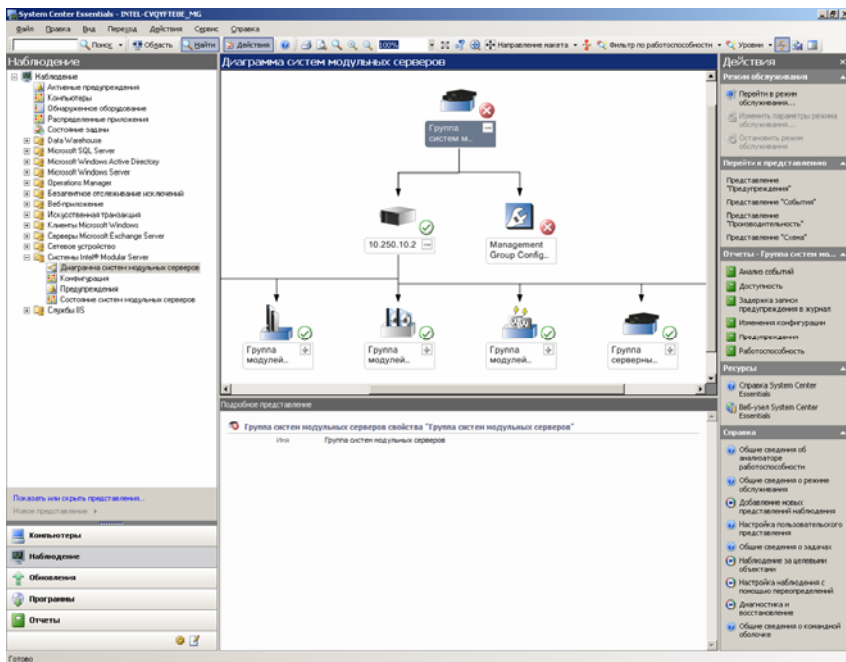 System Center Essentials - INTEL-CVQYFTE8E_MG
Файл Правка Вид Переход Действия Сервис Справка
Поиск Область Найти Действия 100% Направление макета Фильтр по работоспособности Уровни
Наблюдение
Наблюдение
Активные предупреждения
Компьютеры
Обнаруженное оборудование
Распределенные приложения
Состояние задачи
Data Warehouse
Microsoft SQL Server
Microsoft Windows Active Directory
Microsoft Windows Server
Operations Manager
Безагентное отслеживание исключений
Веб-приложение
Искусственная транзакция
Клиенты Microsoft Windows
Серверы Microsoft Exchange Server
Сетевое устройство
Системы Intel® Modular Server
Диаграмма систем модульных серверов
Конфигурация
Предупреждения
Состояние систем модульных серверов
Службы IIS
Показать или скрыть представления...
Новое представление
Компьютеры
Наблюдение
Обновления
Программы
Отчеты
Готово
Диаграмма систем модульных серверов
Группа
систем м...
10.250.10.2
Management
Group Config...
Группа
модулей..
Группа
модулей..
Группа
модулей..
Группа
серверны..
Подробное представление
Группа систем модульных серверов свойства "Группа систем модульных серверов"
Имя Группа систем модульных серверов
Действия
Режим обслуживания
Перейти в режим
обслуживания...
Изменить параметры режима
обслуживания...
Остановить режим
обслуживания
Перейти к представлению
Представление
"Предупреждения"
Представление "События"
Представление
"Производительность"
Представление "Схема"
Отчеты - Группа систем мо...
Анализ событий
Доступность
Задержка записи
предупреждения в журнал
Изменения конфигурации
Предупреждения
Работоспособность
Ресурсы
Справка System Center
Essentials
Веб-узел System Center
Essentials
Справка
Общие сведения об
анализаторе
работоспособности
Общие сведения о режиме
обслуживания
Добавление новых
представлений наблюдения
Настройка пользовательского
представления
Общие сведения о задачах
Наблюдение за целевыми
объектами
Настройка наблюдения с
помощью переопределений
Диагностика и
восстановление
Общие сведения о командной
оболочке